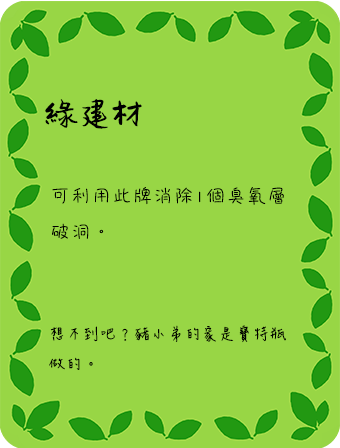 綠建材
可利用此牌消除1個臭氧層
破洞。
想不到吧？豬小弟的家是寶特瓶
做的。